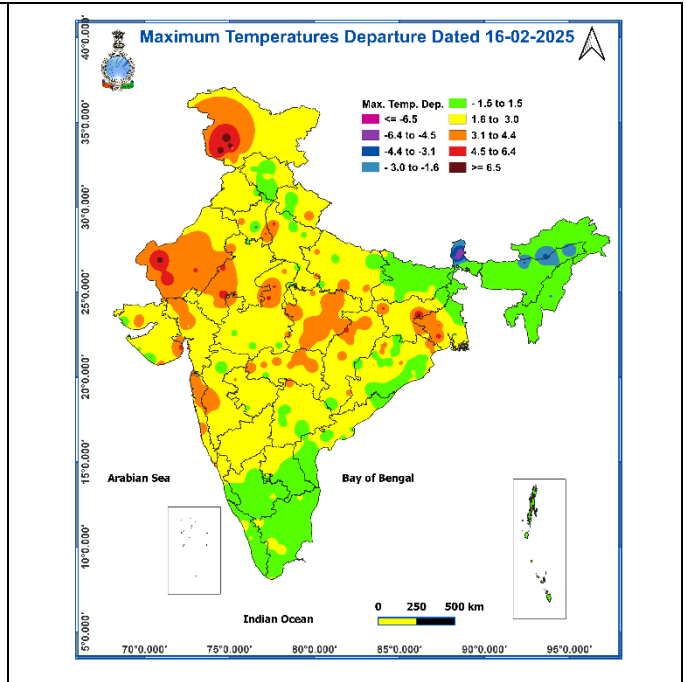 Maximum Temperatures Departure Dated 16-02-2025
Max. Temp. Dep.
<= -6.5
-6.4 to -4.5
-4.4 to -3.1
- 3.0 to -1.6
- 1.5 to 1.5
1.6 to 3.0
3.1 to 4.4
4.5 to 6.4
>= 6.5
40°0.000′
35°0.000′
30°0.000′
25°0.000′
20°0.000′
15°0.000′
10°0.000′
5°0.000′
Arabian Sea
Bay of Bengal
Indian Ocean
0 250 500 km
70°0.000′ 75°0.000′ 80°0.000′ 85°0.000′ 90°0.000′ 95°0.000′